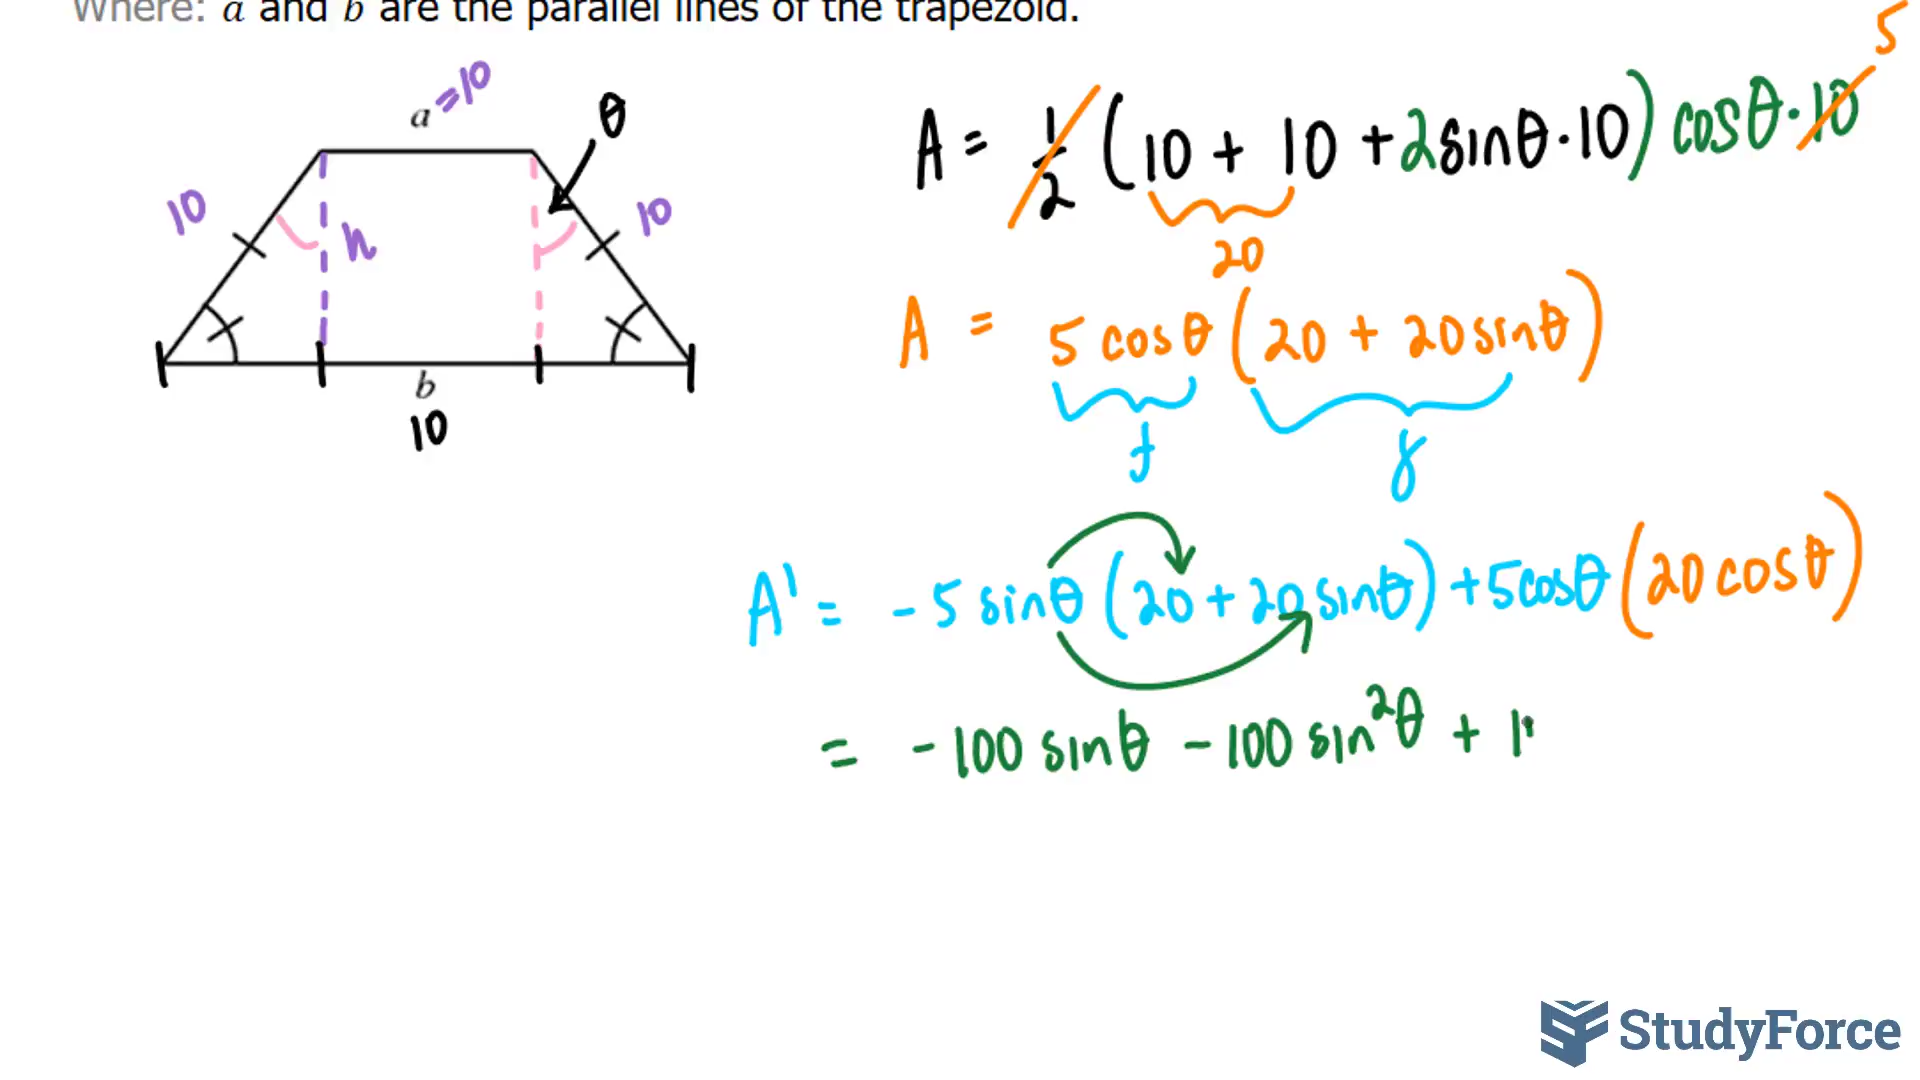 Where: a and b are the parallel lines of the trapezoid.
5
a = 10
θ
A = 1/2 (10 + 10 + 2sinθ·10) cosθ·10
10
h
10
20
A = 5 cosθ (20 + 20 sinθ)
b
10
f
g
A' = -5 sinθ (20 + 20 sinθ) + 5cosθ (20 cosθ)
= -100 sinθ - 100 sin²θ + 1
StudyForce